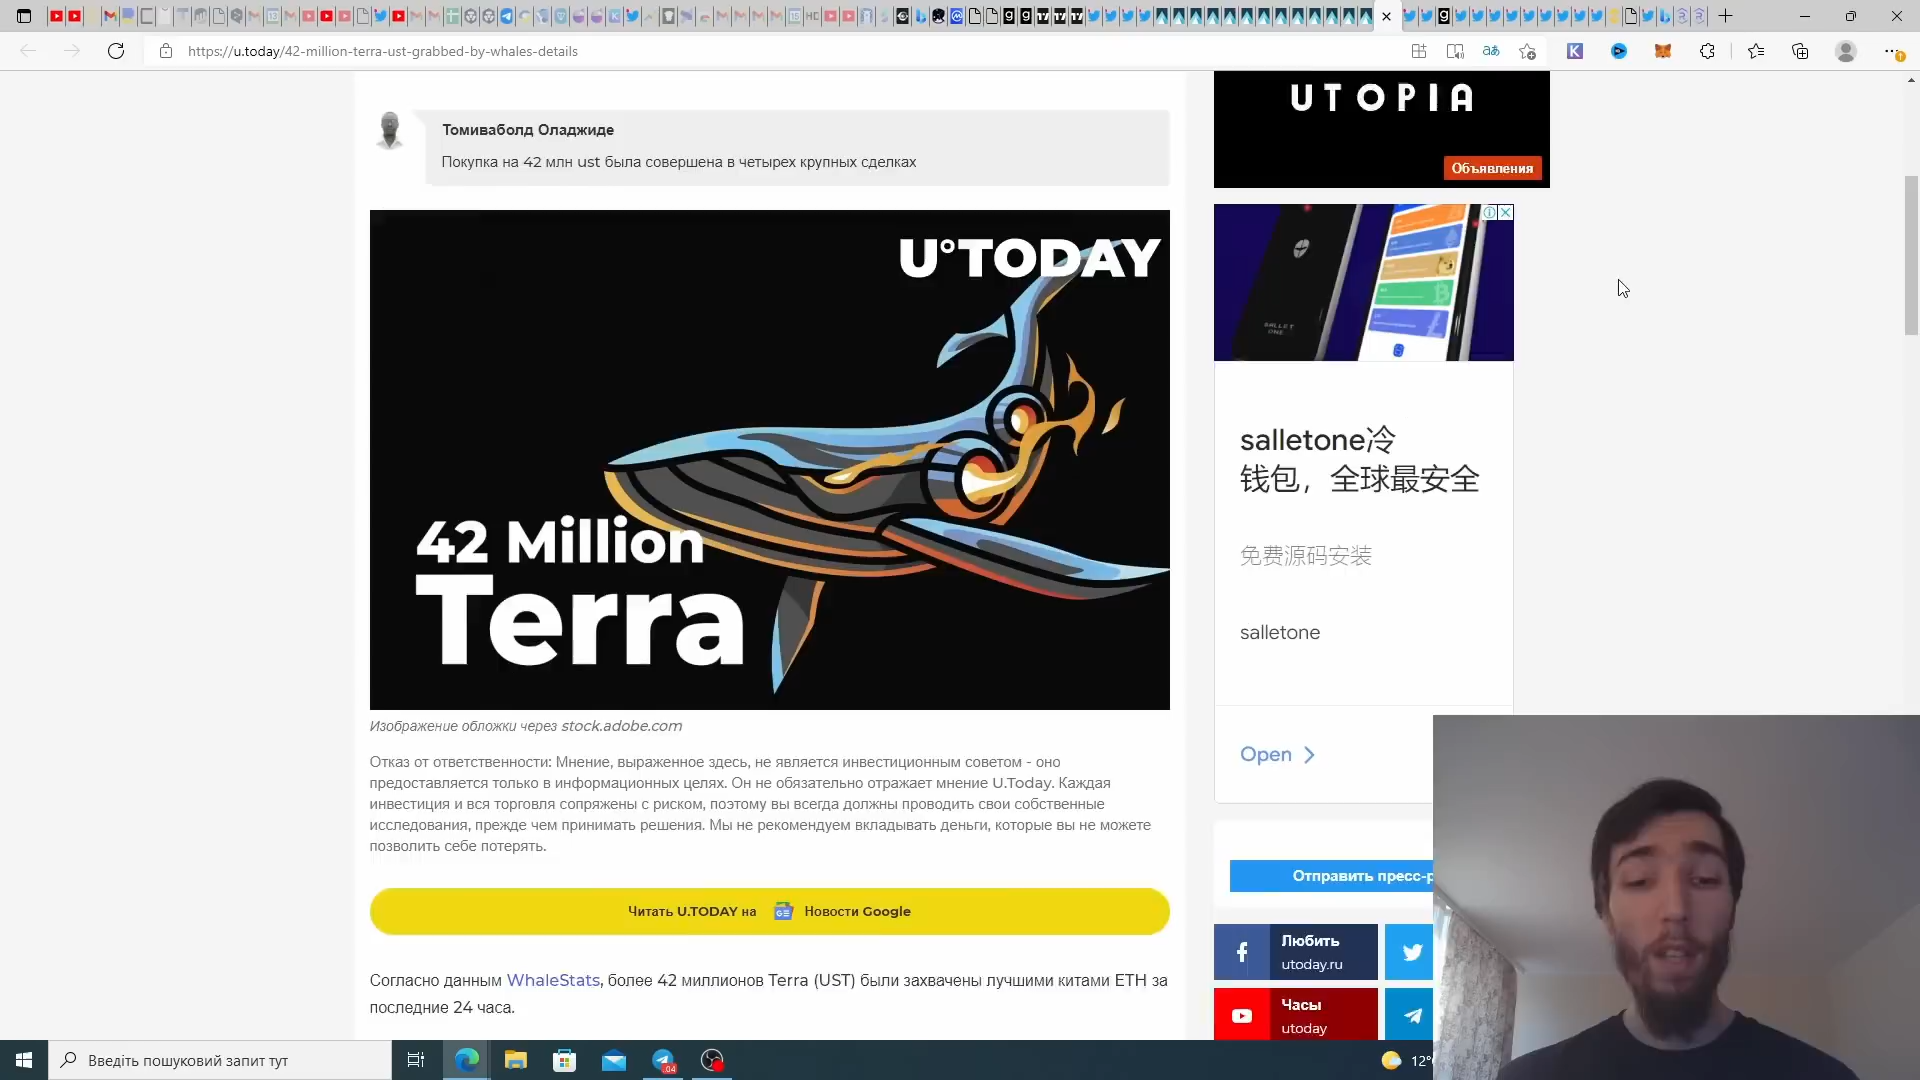 https://u.today/42-million-terra-ust-grabbed-by-whales-details
Томиваболд Оладжиде
Покупка на 42 млн ust была совершена в четырех крупных сделках
U°TODAY
42 Million
Terra
Изображение обложки через stock.adobe.com
Отказ от ответственности: Мнение, выраженное здесь, не является инвестиционным советом - оно
предоставляется только в информационных целях. Он не обязательно отражает мнение U.Today. Каждая
инвестиция и вся торговля сопряжены с риском, поэтому вы всегда должны проводить свои собственные
исследования, прежде чем принимать решения. Мы не рекомендуем вкладывать деньги, которые вы не можете
позволить себе потерять.
Читать U.TODAY на Новости Google
Согласно данным WhaleStats, более 42 миллионов Terra (UST) были захвачены лучшими китами ETH за
последние 24 часа.
UTOPIA
Объявления
SALLET
ONE
salletone冷
钱包，全球最安全
免费源码安装
salletone
Open
Отправить пресс-р
Любить
utoday.ru
Часы
utoday
Введіть пошуковий запит тут
12°